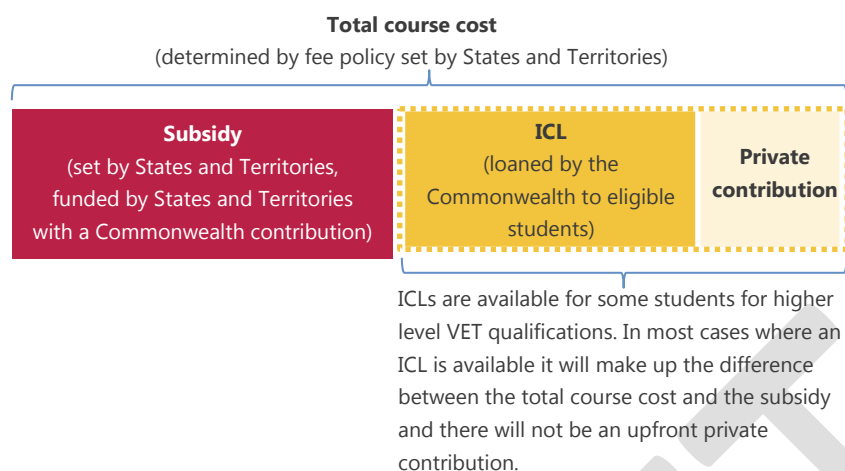 Total course cost
(determined by fee policy set by States and Territories)
Subsidy
(set by States and Territories,
funded by States and Territories
with a Commonwealth contribution)
ICL
(loaned by the
Commonwealth to eligible
students)
Private
contribution
ICLs are available for some students for higher
level VET qualifications. In most cases where an
ICL is available it will make up the difference
between the total course cost and the subsidy
and there will not be an upfront private
contribution.